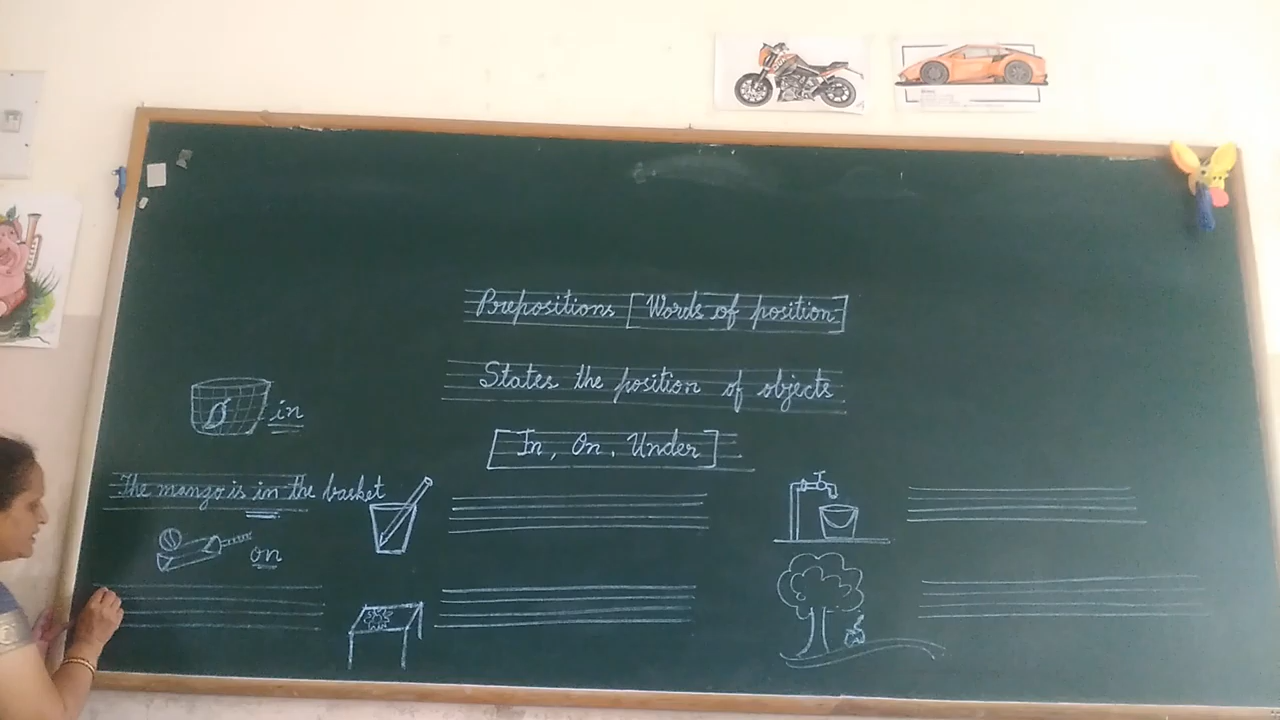 Prepositions [Words of position]
States the position of objects
[In, On, Under]
in
The mango is in the basket
on